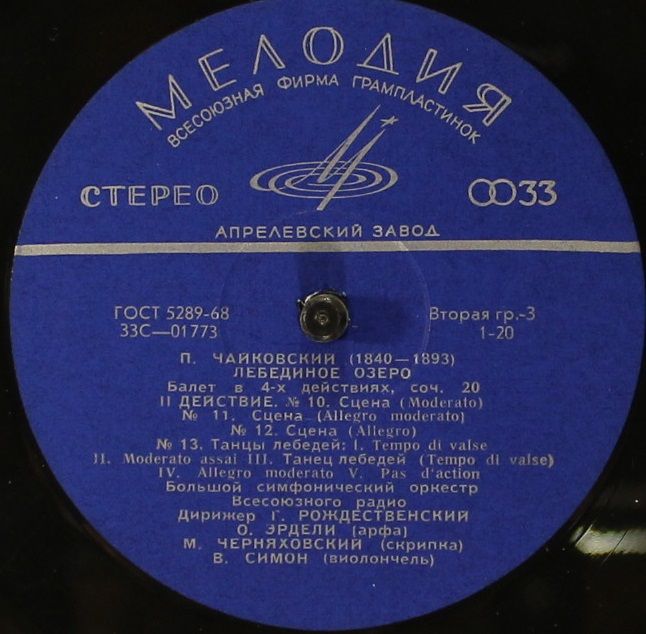 МЕЛОДИЯ
ВСЕСОЮЗНАЯ ФИРМА ГРАМПЛАСТИНОК
СТЕРЕО
33
АПРЕЛЕВСКИЙ ЗАВОД
ГОСТ 5289-68
Вторая гр.-3
33С—01773
1-20
П. ЧАЙКОВСКИЙ (1840—1893)
ЛЕБЕДИНОЕ ОЗЕРО
Балет в 4-х действиях, соч. 20
II ДЕЙСТВИЕ. № 10. Сцена (Moderato)
№ 11. Сцена (Allegro moderato)
№ 12. Сцена (Allegro)
№ 13. Танцы лебедей: I. Tempo di valse
II. Moderato assai III. Танец лебедей (Tempo di valse)
IV. Allegro moderato V. Pas d'action
Большой симфонический оркестр
Всесоюзного радио
Дирижер Г. РОЖДЕСТВЕНСКИЙ
О. ЭРДЕЛИ (арфа)
М. ЧЕРНЯХОВСКИЙ (скрипка)
В. СИМОН (виолончель)